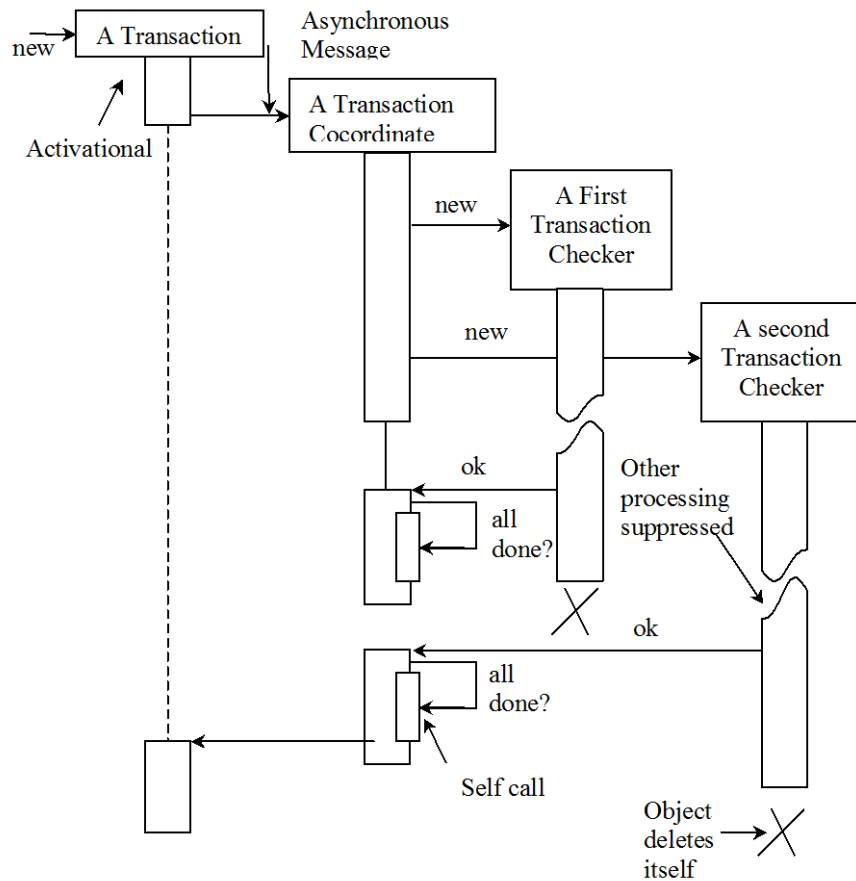 new
A Transaction
Asynchronous
Message
Activational
A Transaction
Cocordinate
new
A First
Transaction
Checker
new
A second
Transaction
Checker
ok
all
done?
Other
processing
suppressed
ok
all
done?
Self call
Object
deletes
itself